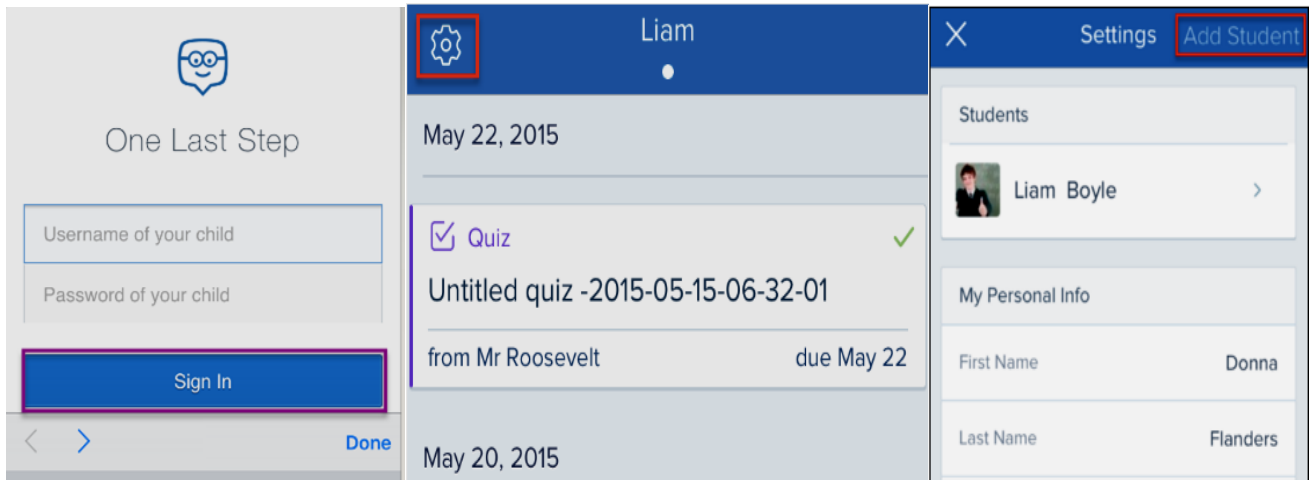 One Last Step
Username of your child
Password of your child
Sign In
Done
Liam
May 22, 2015
Quiz
Untitled quiz -2015-05-15-06-32-01
from Mr Roosevelt due May 22
May 20, 2015
Settings Add Student
Students
Liam Boyle
My Personal Info
First Name Donna
Last Name Flanders